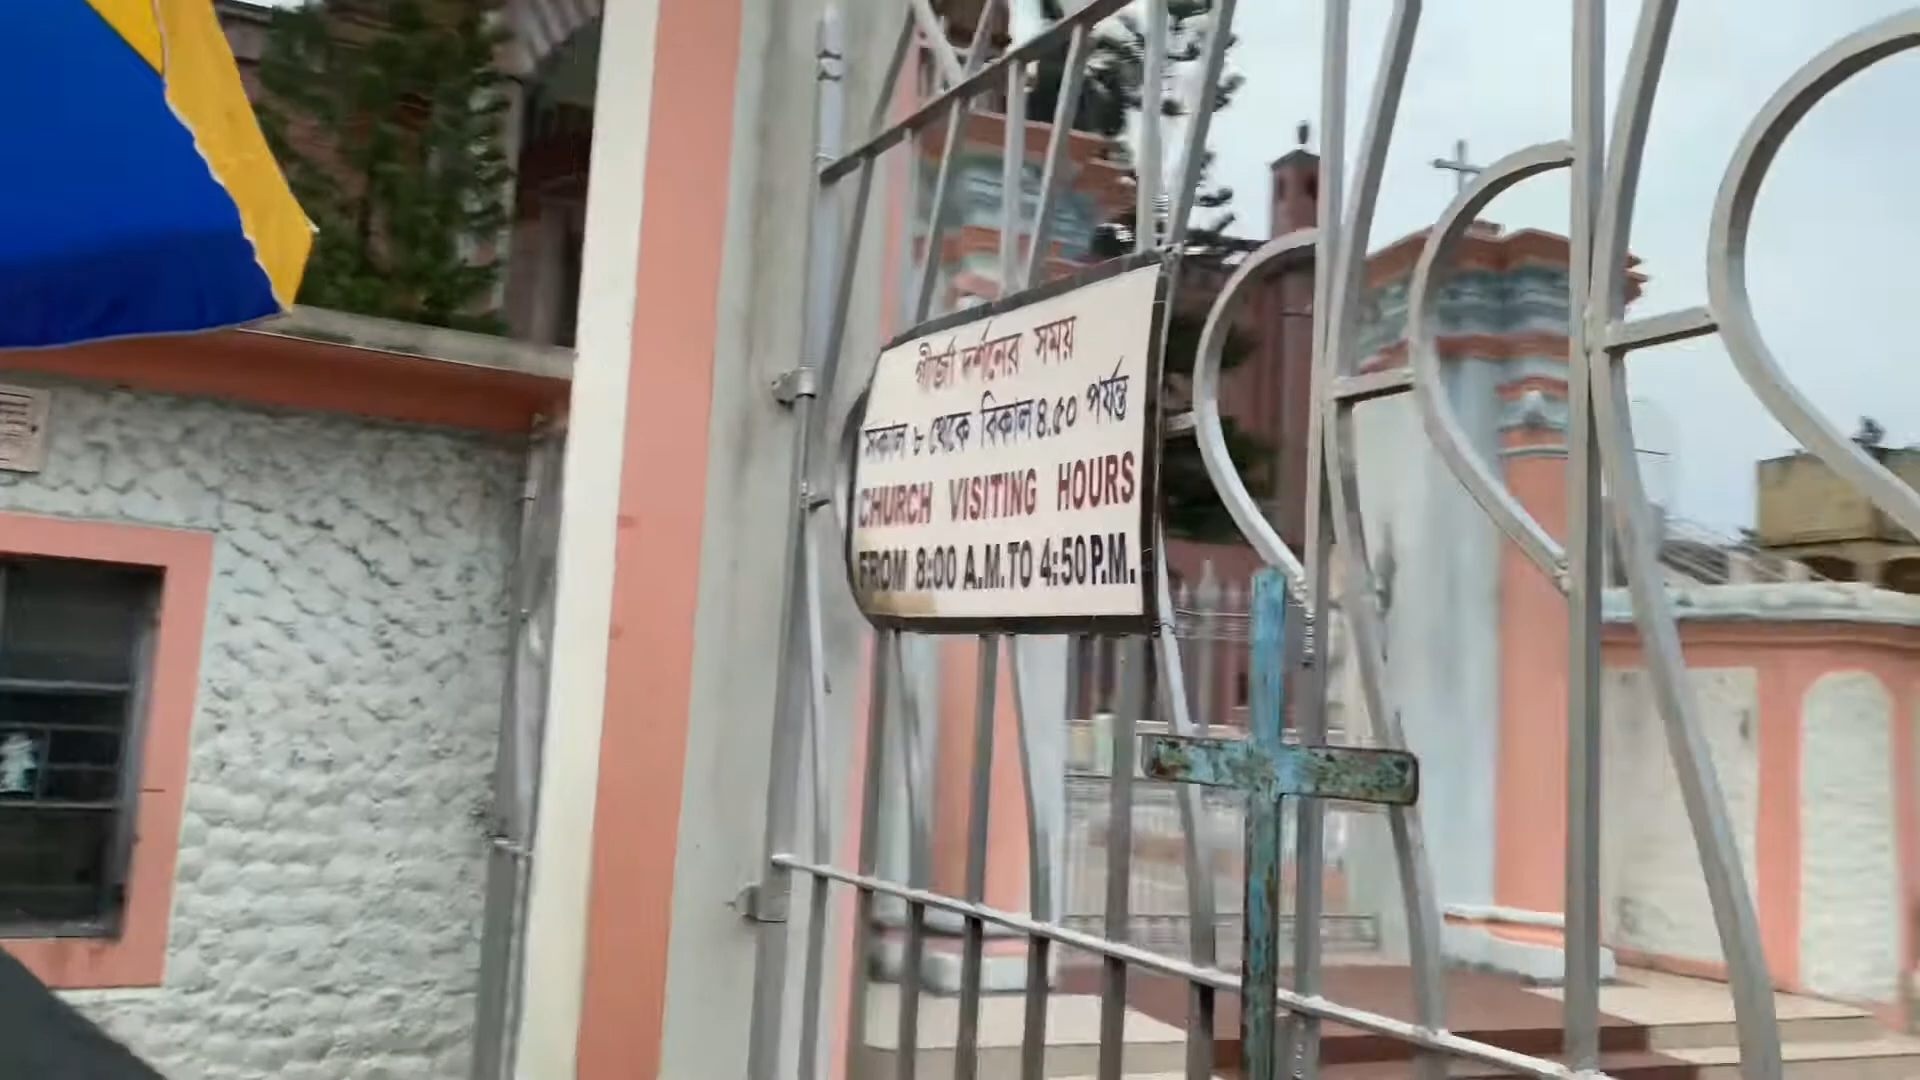 গীর্জা দর্শনের সময়
সকাল ৮ থেকে বিকাল ৪.৫০ পর্যন্ত
CHURCH VISITING HOURS
FROM 8:00 A.M. TO 4:50 P.M.